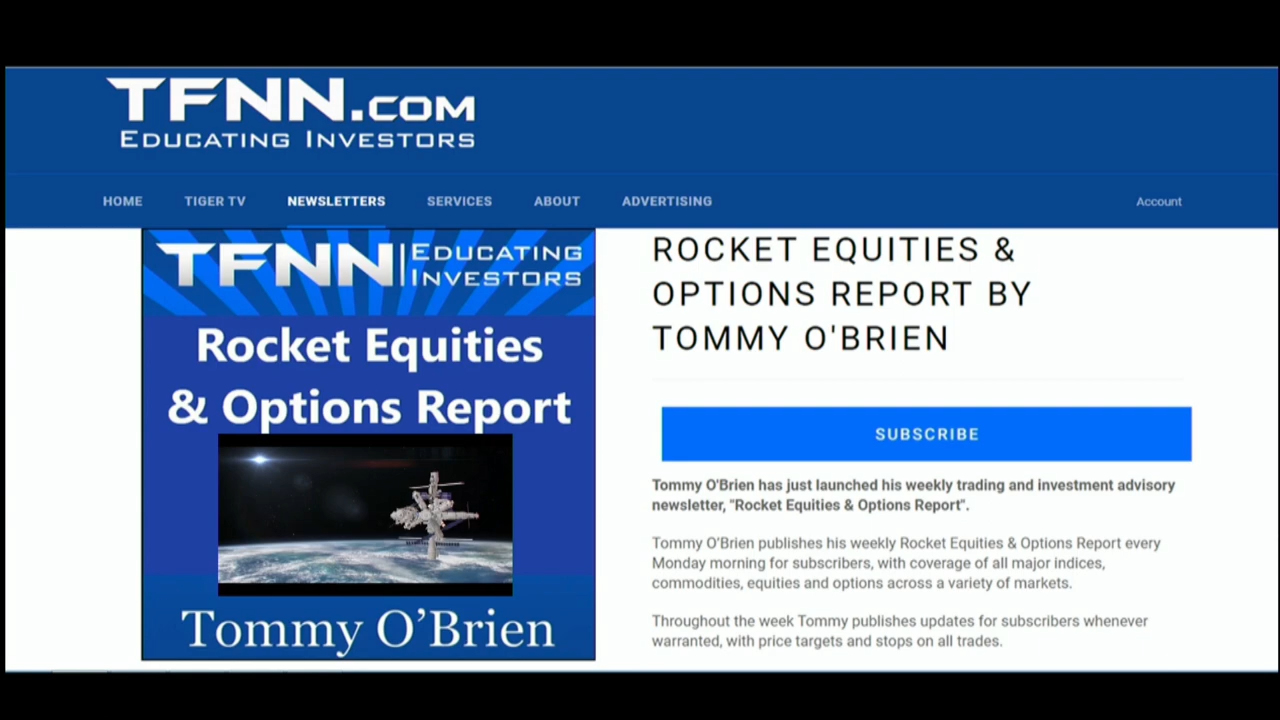 TFNN.COM
EDUCATING INVESTORS
HOME TIGER TV NEWSLETTERS SERVICES ABOUT ADVERTISING Account
TFNN EDUCATING
INVESTORS
Rocket Equities
& Options Report
Tommy O’Brien
ROCKET EQUITIES &
OPTIONS REPORT BY
TOMMY O'BRIEN
SUBSCRIBE
Tommy O'Brien has just launched his weekly trading and investment advisory
newsletter, "Rocket Equities & Options Report".
Tommy O'Brien publishes his weekly Rocket Equities & Options Report every
Monday morning for subscribers, with coverage of all major indices,
commodities, equities and options across a variety of markets.
Throughout the week Tommy publishes updates for subscribers whenever
warranted, with price targets and stops on all trades.